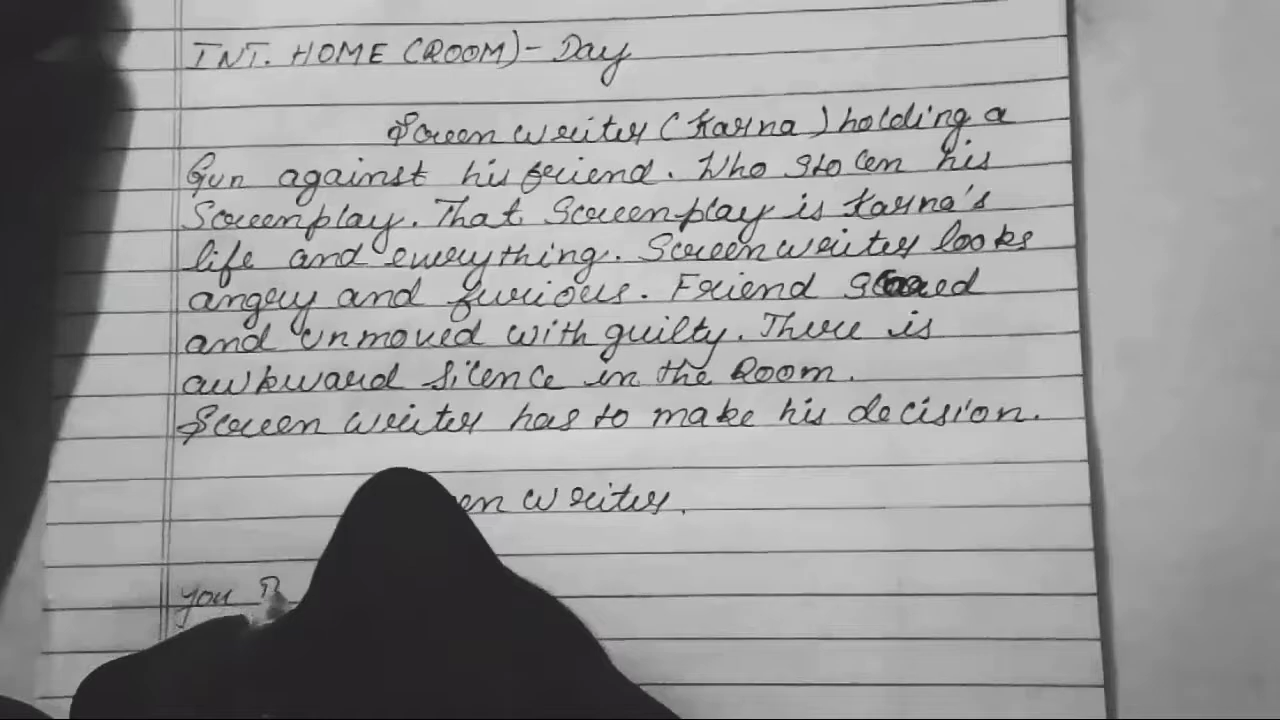 INT. HOME (ROOM) - Day
Screen writer (Karna) holding a
Gun against his friend. Who stolen his
Screenplay. That Screenplay is Karna's
life and everything. Screen writer looks
angry and furious. Friend
and unmoved with guilty. There is
awkward silence in the Room.
Screen writer has to make his decision.
en writer.
you